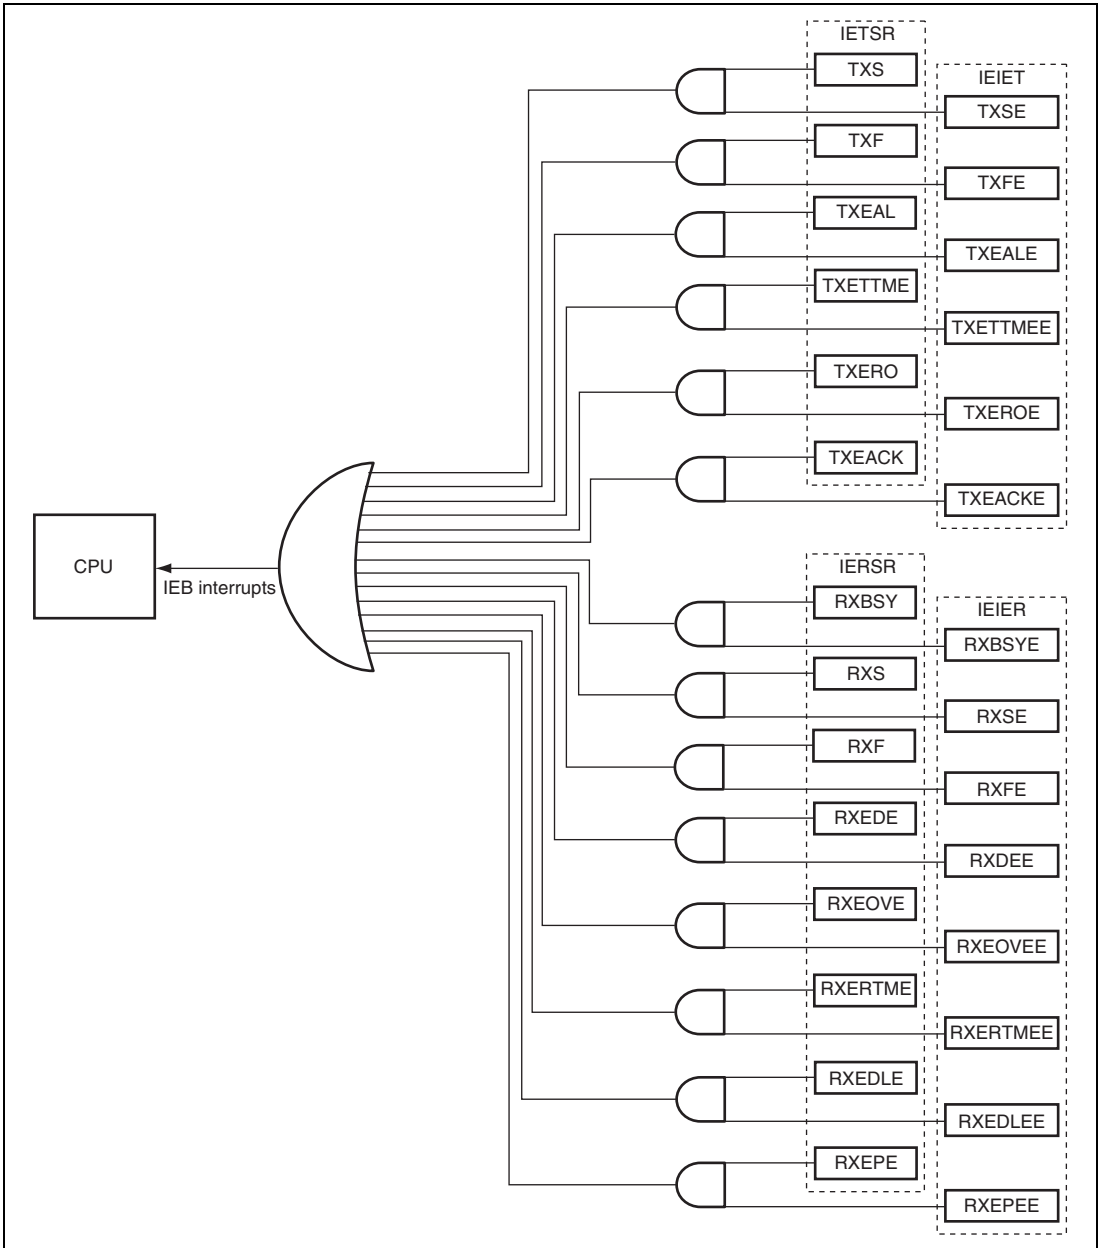 IETSR
TXS
IEIET
TXSE
TXF
TXFE
TXEAL
TXEALE
TXETTME
TXETTMEE
TXERO
TXEROE
TXEACK
TXEACKE
CPU
IEB interrupts
IERSR
RXBSY
IEIER
RXBSYE
RXS
RXSE
RXF
RXFE
RXEDE
RXDEE
RXEOVE
RXEOVEE
RXERTME
RXERTMEE
RXEDLE
RXEDLEE
RXEPE
RXEPEE